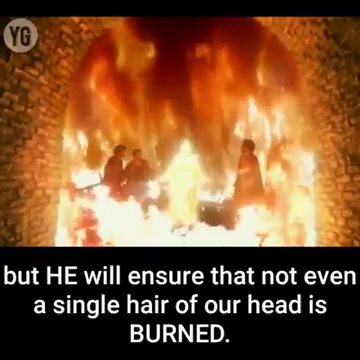 YG
but HE will ensure that not even
a single hair of our head is
BURNED.